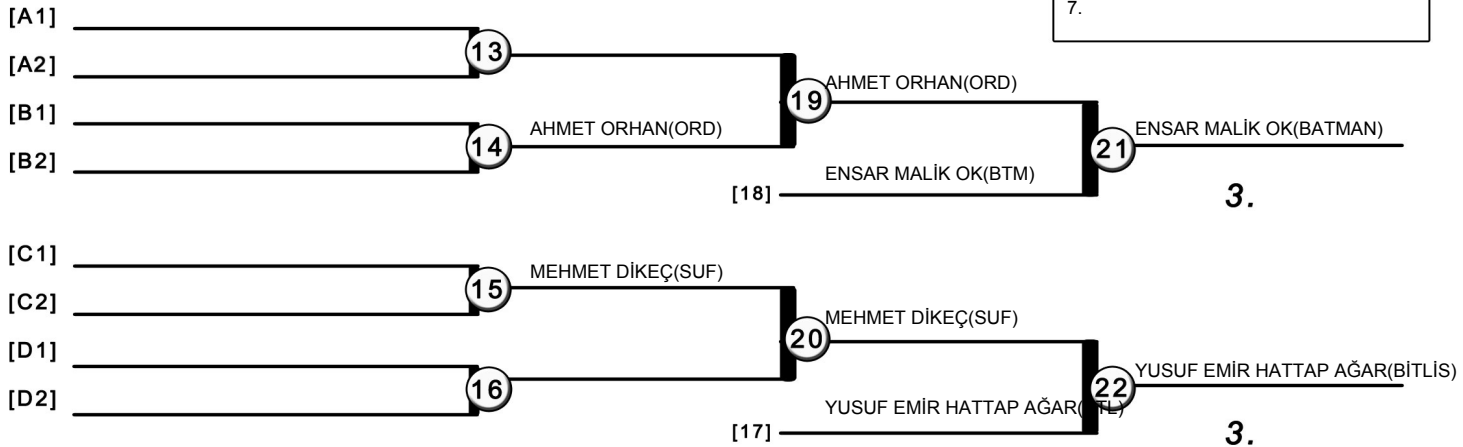 7.
[A1]
13
[A2]
AHMET ORHAN(ORD)
19
[B1]
AHMET ORHAN(ORD)
14
ENSAR MALİK OK(BATMAN)
21
[B2]
ENSAR MALİK OK(BTM)
[18]
3.
[C1]
MEHMET DİKEÇ(SUF)
15
[C2]
MEHMET DİKEÇ(SUF)
20
[D1]
YUSUF EMİR HATTAP AĞAR(BİTLİS)
22
16
[D2]
YUSUF EMİR HATTAP AĞAR(
TL)
[17]
3.